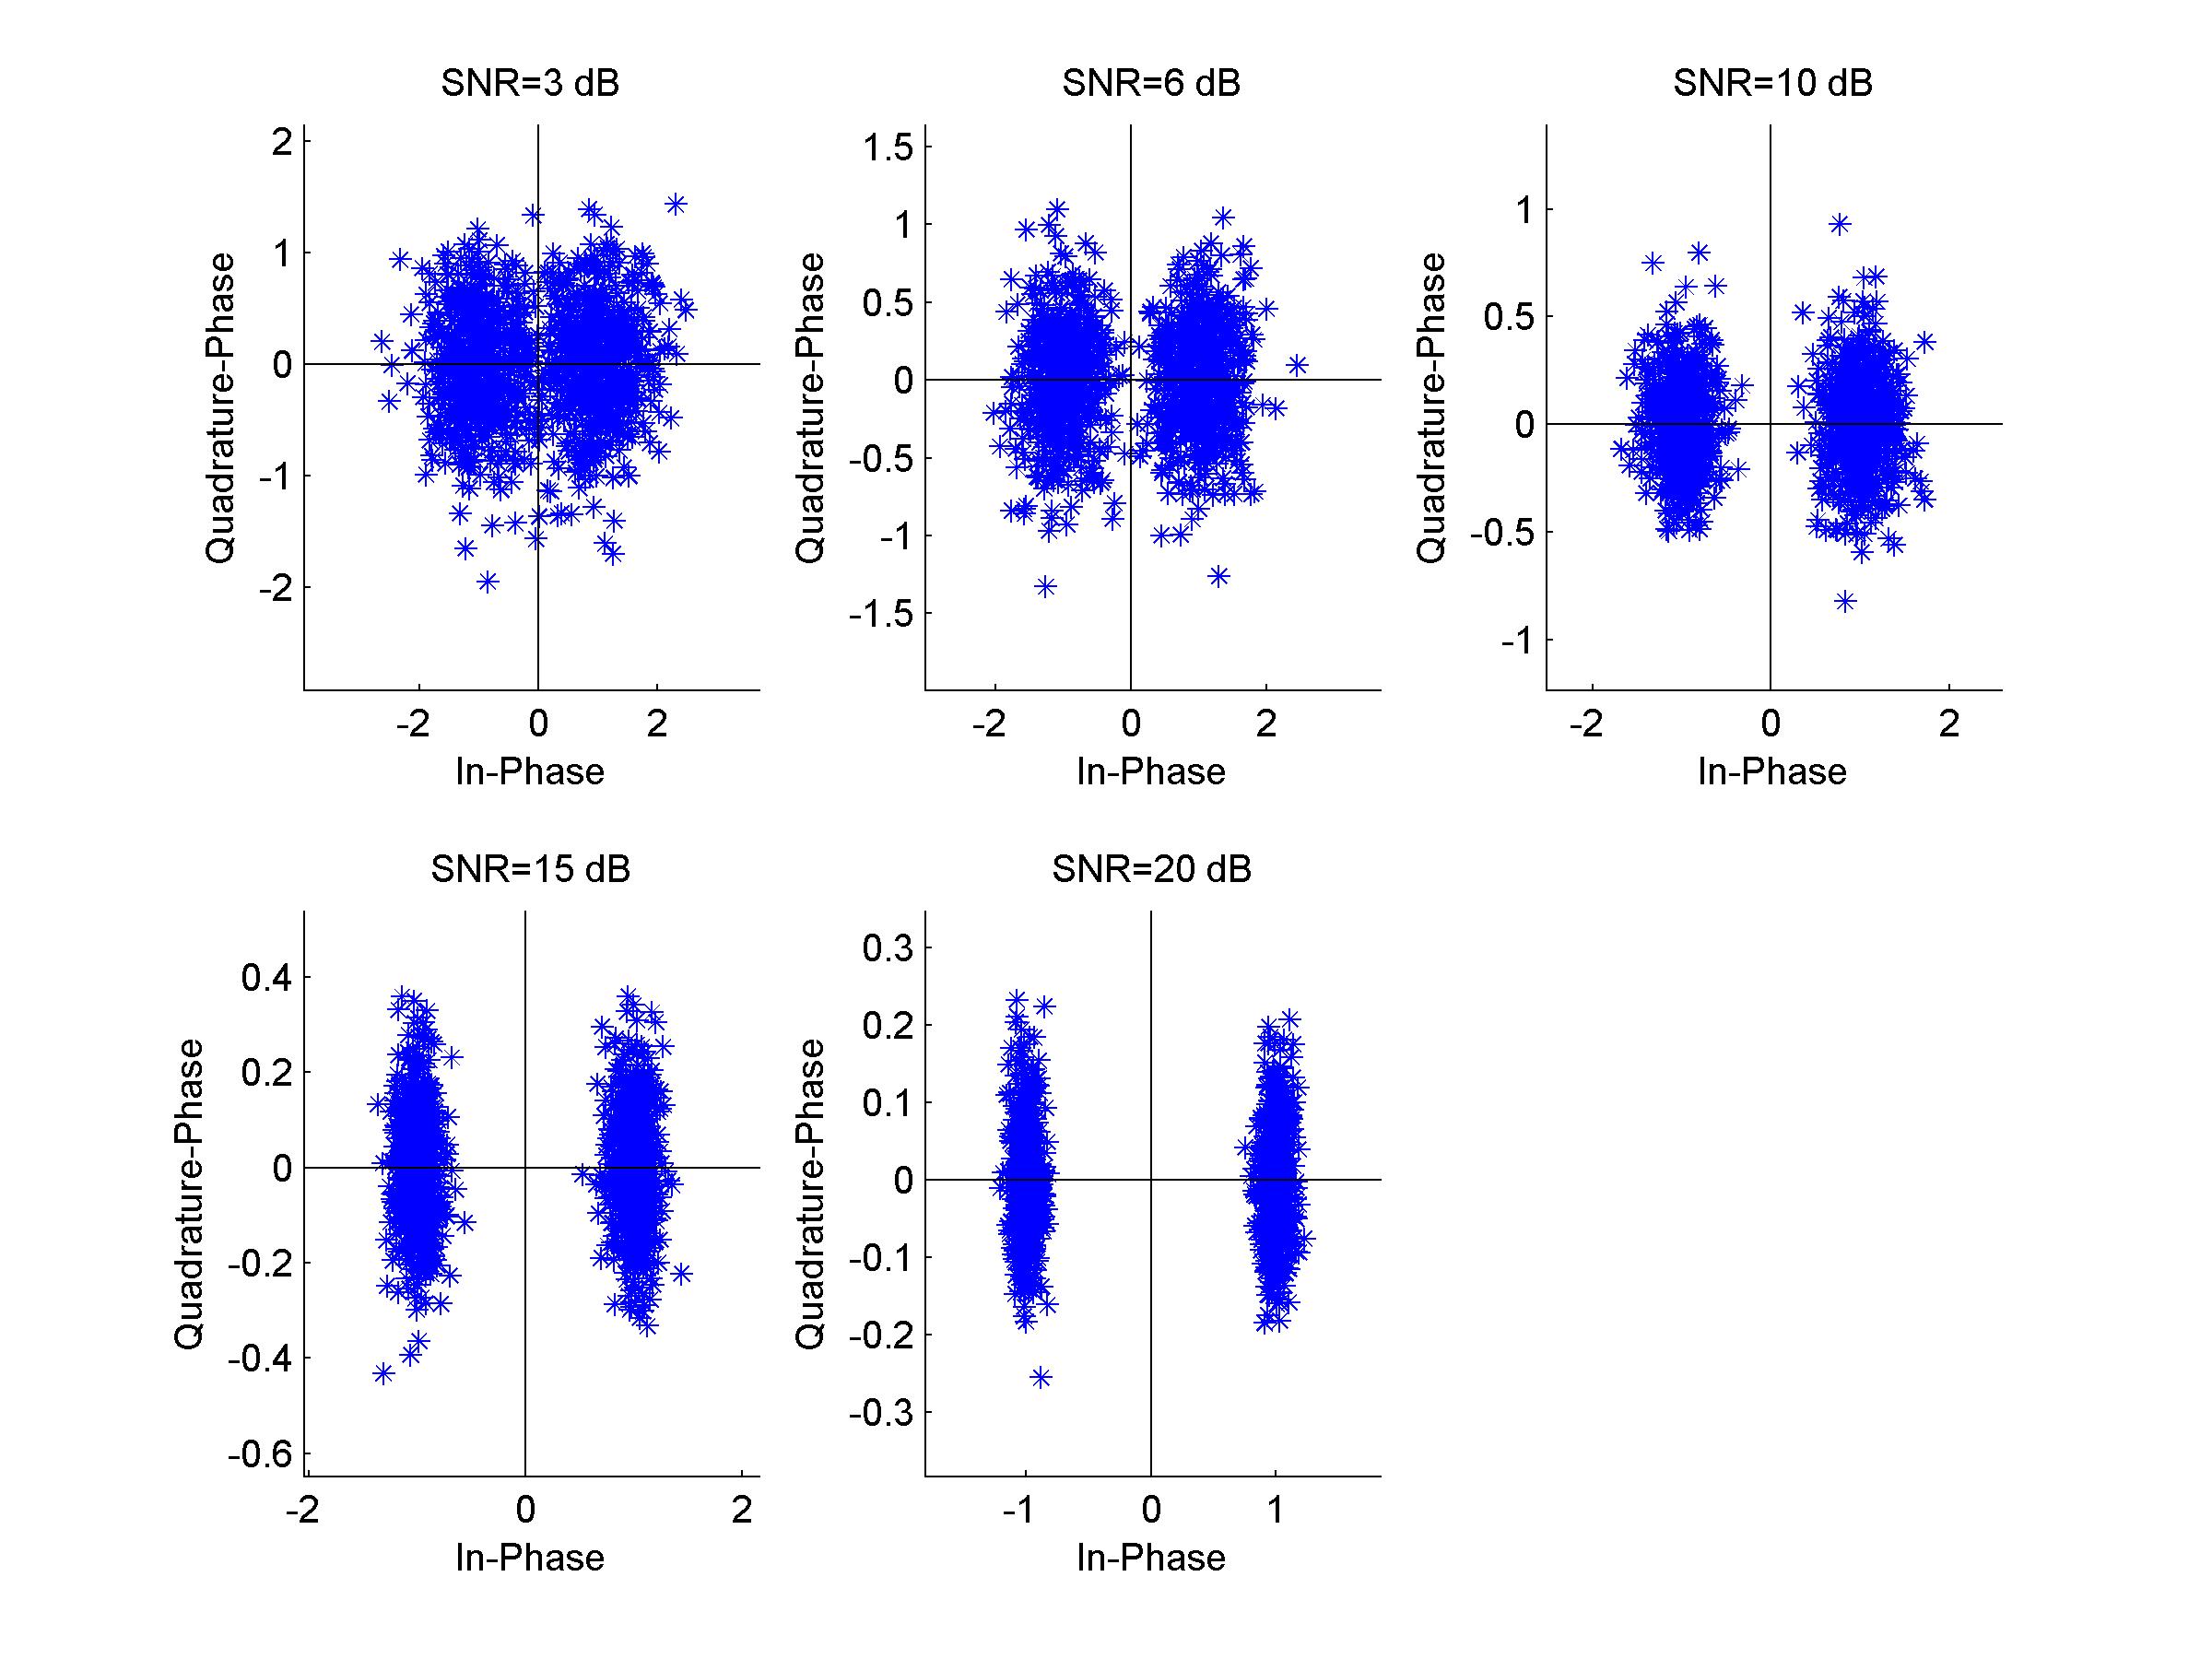 SNR=3 dB
2
1
0
-1
-2
Quadrature-Phase
-2 0 2
In-Phase
SNR=6 dB
1.5
1
0.5
0
-0.5
-1
-1.5
Quadrature-Phase
-2 0 2
In-Phase
SNR=10 dB
1
0.5
0
-0.5
-1
Quadrature-Phase
-2 0 2
In-Phase
SNR=15 dB
0.4
0.2
0
-0.2
-0.4
-0.6
Quadrature-Phase
-2 0 2
In-Phase
SNR=20 dB
0.3
0.2
0.1
0
-0.1
-0.2
-0.3
Quadrature-Phase
-1 0 1
In-Phase